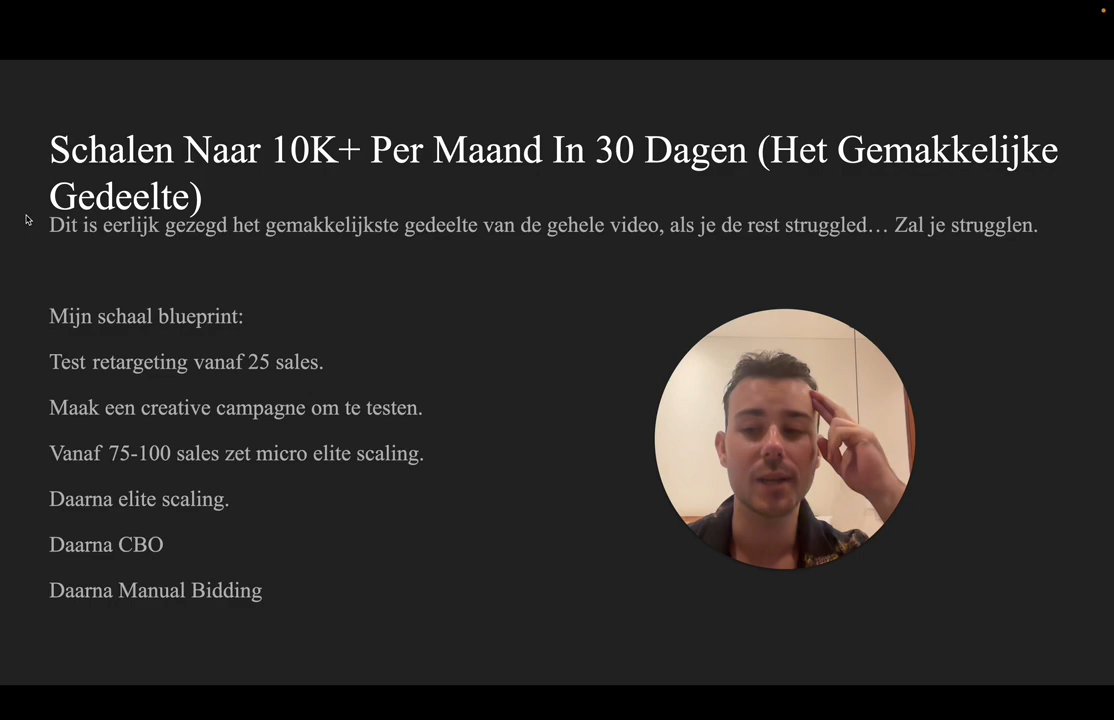 Schalen Naar 10K+ Per Maand In 30 Dagen (Het Gemakkelijke
Gedeelte)
Dit is eerlijk gezegd het gemakkelijkste gedeelte van de gehele video, als je de rest struggled… Zal je strugglen.
Mijn schaal blueprint:
Test retargeting vanaf 25 sales.
Maak een creative campagne om te testen.
Vanaf 75-100 sales zet micro elite scaling.
Daarna elite scaling.
Daarna CBO
Daarna Manual Bidding